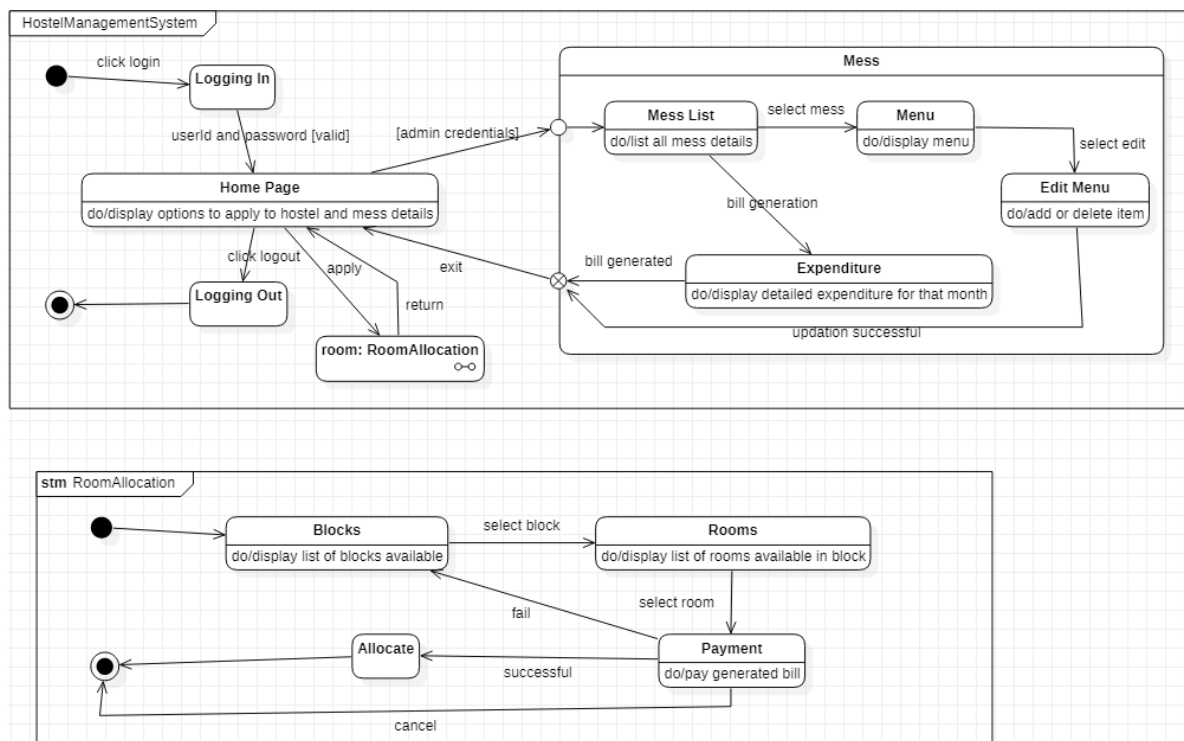 HostelManagementSystem
click login
Logging In
userId and password [valid]
Home Page
do/display options to apply to hostel and mess details
[admin credentials]
click logout
Logging Out
apply
return
room: RoomAllocation
exit
Mess
Mess List
do/list all mess details
select mess
Menu
do/display menu
select edit
Edit Menu
do/add or delete item
bill generation
bill generated
Expenditure
do/display detailed expenditure for that month
updation successful
stm RoomAllocation
Blocks
do/display list of blocks available
select block
Rooms
do/display list of rooms available in block
select room
fail
Payment
do/pay generated bill
successful
Allocate
cancel